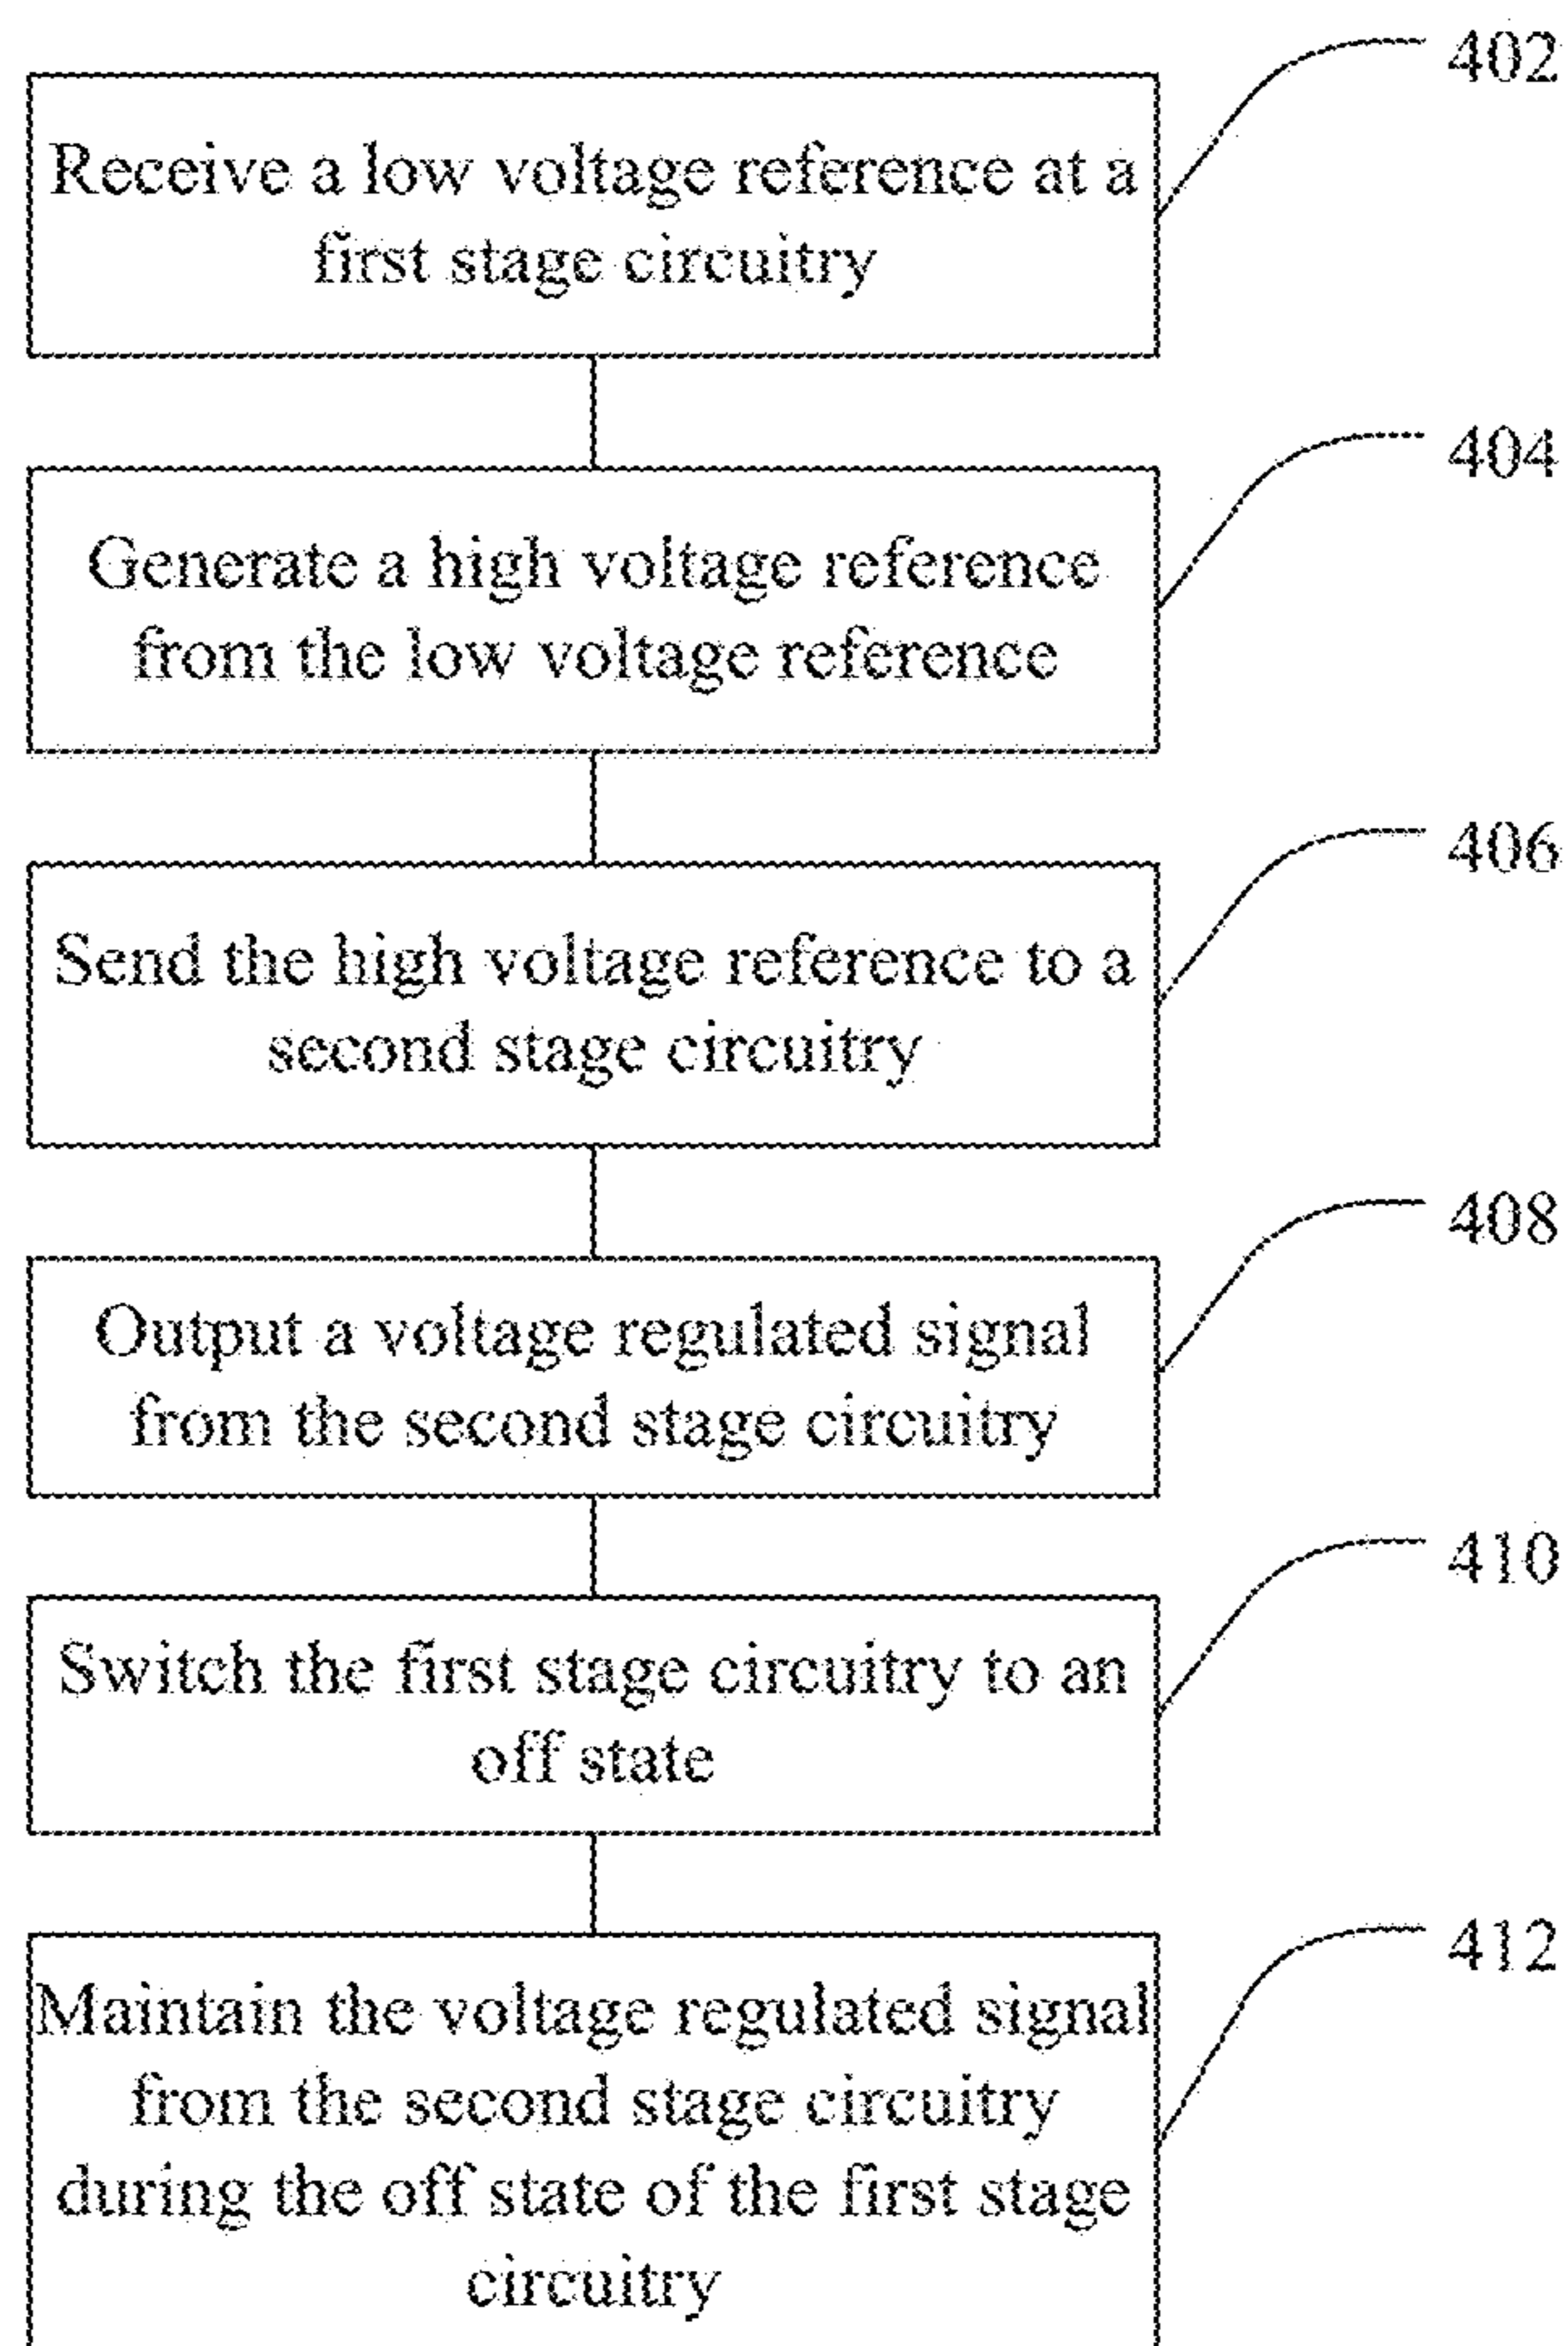 402
Receive a low voltage reference at a
first stage circuitry
404
Generate a high voltage reference
from the low voltage reference
406
Send the high voltage reference to a
second stage circuitry
408
Output a voltage regulated signal
from the second stage circuitry
410
Switch the first stage circuitry to an
off state
412
Maintain the voltage regulated signal
from the second stage circuitry
during the off state of the first stage
circuitry